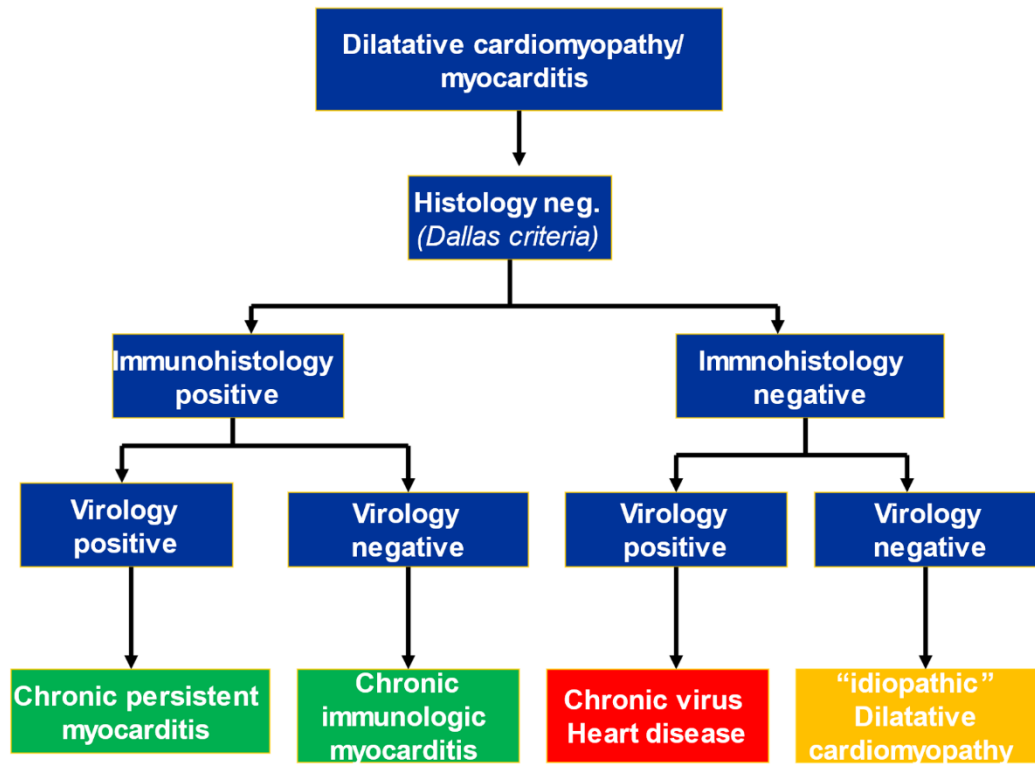 Dilatative cardiomyopathy/
myocarditis
Histology neg.
(Dallas criteria)
Immunohistology
positive
Immnohistology
negative
Virology
positive
Virology
negative
Virology
positive
Virology
negative
Chronic persistent
myocarditis
Chronic
immunologic
myocarditis
Chronic virus
Heart disease
“idiopathic”
Dilatative
cardiomyopathy